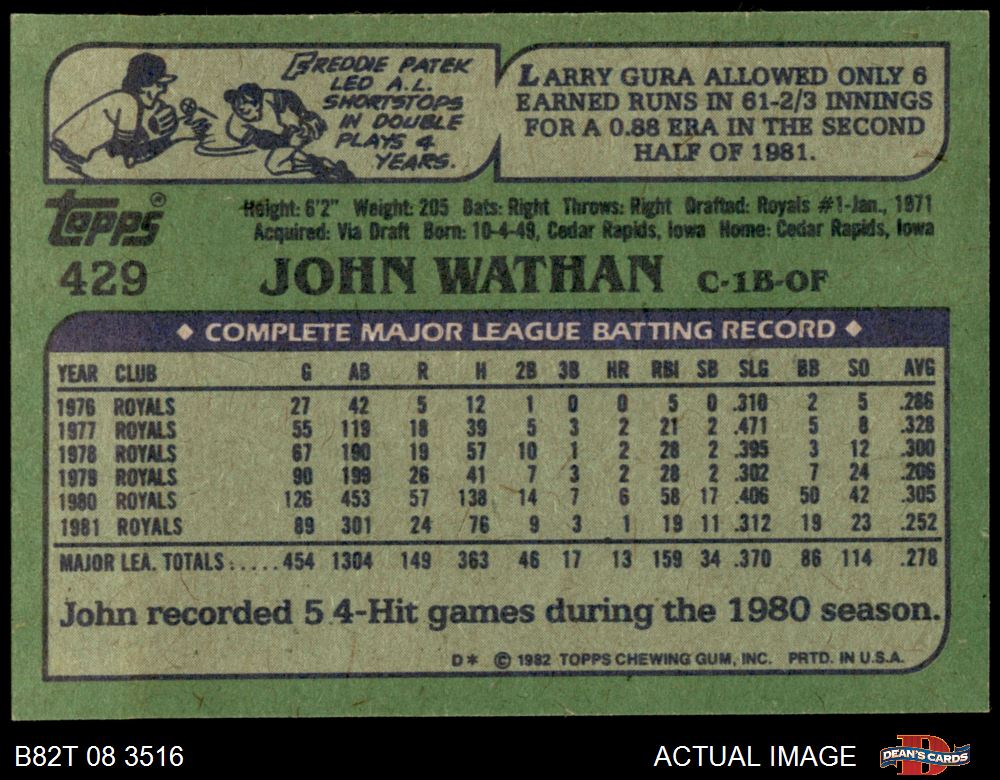 FREDDIE PATEK
LED A.L.
SHORTSTOPS
IN DOUBLE
PLAYS 4
YEARS.
LARRY GURA ALLOWED ONLY 6
EARNED RUNS IN 61-2/3 INNINGS
FOR A 0.88 ERA IN THE SECOND
HALF OF 1981.
topps®
429
Height: 6'2" Weight: 205 Bats: Right Throws: Right Drafted: Royals #1-Jan., 1971
Acquired: Via Draft Born: 10-4-49, Cedar Rapids, Iowa Home: Cedar Rapids, Iowa
JOHN WATHAN C-1B-OF
◆ COMPLETE MAJOR LEAGUE BATTING RECORD ◆
YEAR CLUB G AB R H 2B 3B HR RBI SB SLG BB SO AVG
1976 ROYALS 27 42 5 12 1 0 0 5 0 .310 2 5 .286
1977 ROYALS 55 119 18 39 5 3 2 21 2 .471 5 8 .328
1978 ROYALS 67 190 19 57 10 1 2 28 2 .395 3 12 .300
1979 ROYALS 90 199 26 41 7 3 2 28 2 .302 7 24 .206
1980 ROYALS 126 453 57 138 14 7 6 58 17 .406 50 42 .305
1981 ROYALS 89 301 24 76 9 3 1 19 11 .312 19 23 .252
MAJOR LEA. TOTALS..... 454 1304 149 363 46 17 13 159 34 .370 86 114 .278
John recorded 5 4-Hit games during the 1980 season.
D* © 1982 TOPPS CHEWING GUM, INC. PRTD. IN U.S.A.
B82T 08 3516
ACTUAL IMAGE
DEAN'S CARDS